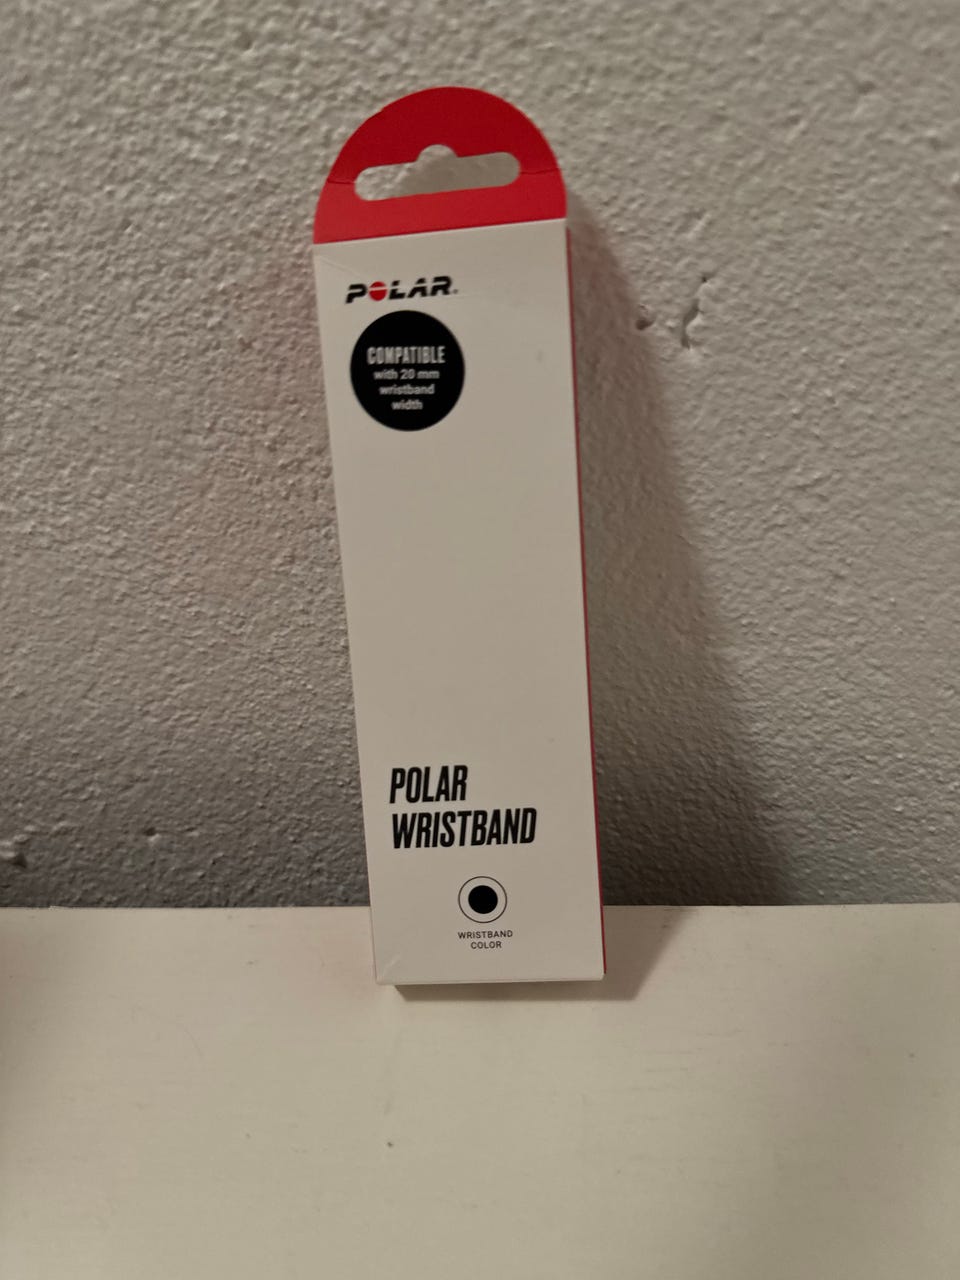 POLAR.
COMPATIBLE
with 20 mm
wristband
width
POLAR
WRISTBAND
WRISTBAND
COLOR